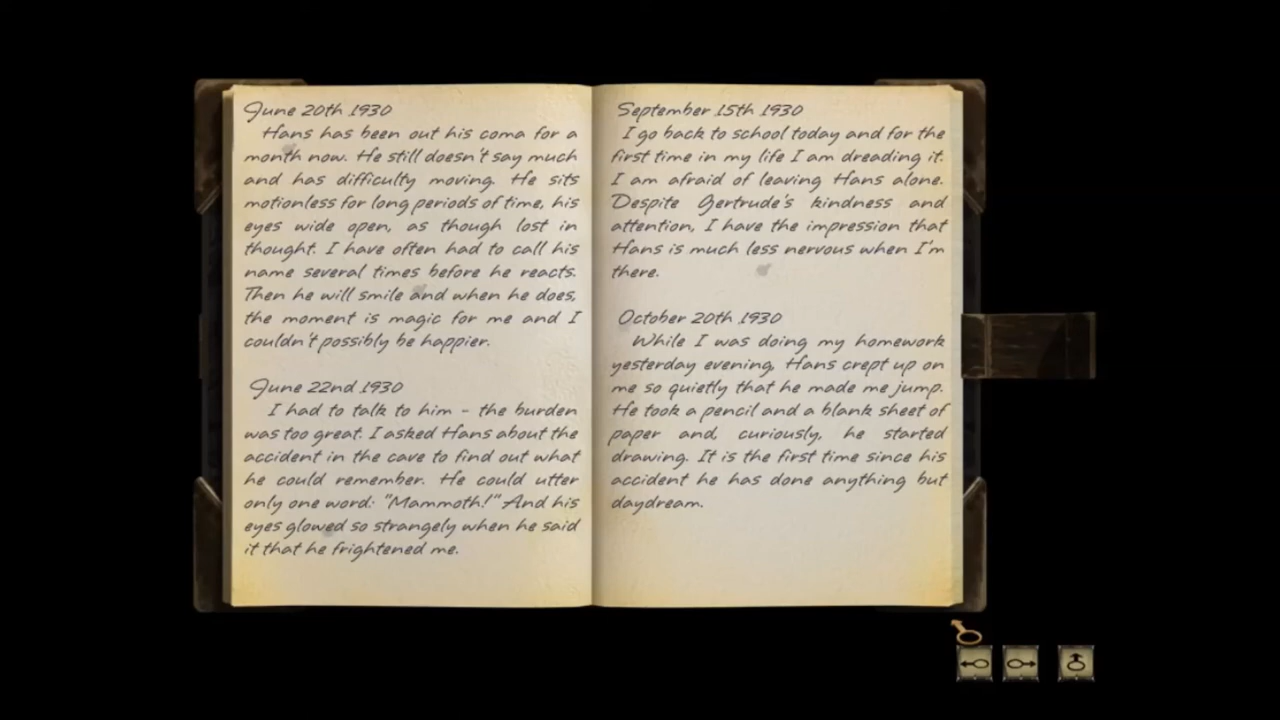 June 20th 1930
Hans has been out his coma for a
month now. He still doesn't say much
and has difficulty moving. He sits
motionless for long periods of time, his
eyes wide open, as though lost in
thought. I have often had to call his
name several times before he reacts.
Then he will smile and when he does,
the moment is magic for me and I
couldn't possibly be happier.
June 22nd 1930
I had to talk to him - the burden
was too great. I asked Hans about the
accident in the cave to find out what
he could remember. He could utter
only one word: "Mammoth!" And his
eyes glowed so strangely when he said
it that he frightened me.
September 15th 1930
I go back to school today and for the
first time in my life I am dreading it.
I am afraid of leaving Hans alone.
Despite Gertrude's kindness and
attention, I have the impression that
Hans is much less nervous when I'm
there.
October 20th 1930
While I was doing my homework
yesterday evening, Hans crept up on
me so quietly that he made me jump.
He took a pencil and a blank sheet of
paper and, curiously, he started
drawing. It is the first time since his
accident he has done anything but
daydream.